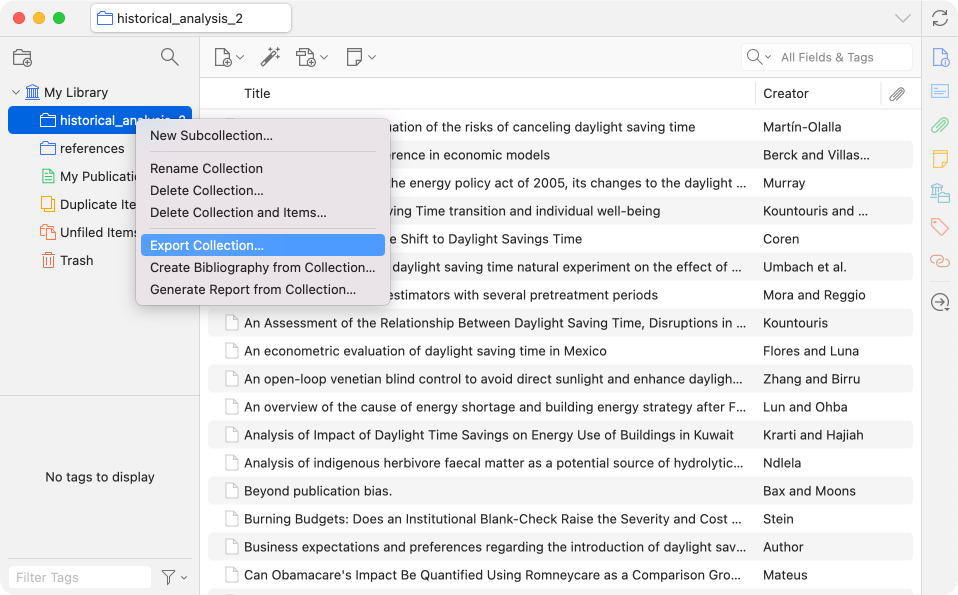 historical_analysis_2
All Fields & Tags
My Library
references
My Publicati
Duplicate Ite
Unfiled Items
Trash
New Subcollection...
Rename Collection
Delete Collection...
Delete Collection and Items...
Export Collection...
Create Bibliography from Collection...
Generate Report from Collection...
No tags to display
Filter Tags
Title Creator
ation of the risks of canceling daylight saving time Martín-Olalla
rence in economic models Berck and Villas...
the energy policy act of 2005, its changes to the daylight ... Murray
ving Time transition and individual well-being Kountouris and ...
e Shift to Daylight Savings Time Coren
daylight saving time natural experiment on the effect of ... Umbach et al.
estimators with several pretreatment periods Mora and Reggio
An Assessment of the Relationship Between Daylight Saving Time, Disruptions in ... Kountouris
An econometric evaluation of daylight saving time in Mexico Flores and Luna
An open-loop venetian blind control to avoid direct sunlight and enhance dayligh... Zhang and Birru
An overview of the cause of energy shortage and building energy strategy after F... Lun and Ohba
Analysis of Impact of Daylight Time Savings on Energy Use of Buildings in Kuwait Krarti and Hajiah
Analysis of indigenous herbivore faecal matter as a potential source of hydrolytic... Ndlela
Beyond publication bias. Bax and Moons
Burning Budgets: Does an Institutional Blank-Check Raise the Severity and Cost ... Stein
Business expectations and preferences regarding the introduction of daylight sav... Author
Can Obamacare's Impact Be Quantified Using Romneycare as a Comparison Gro... Mateus